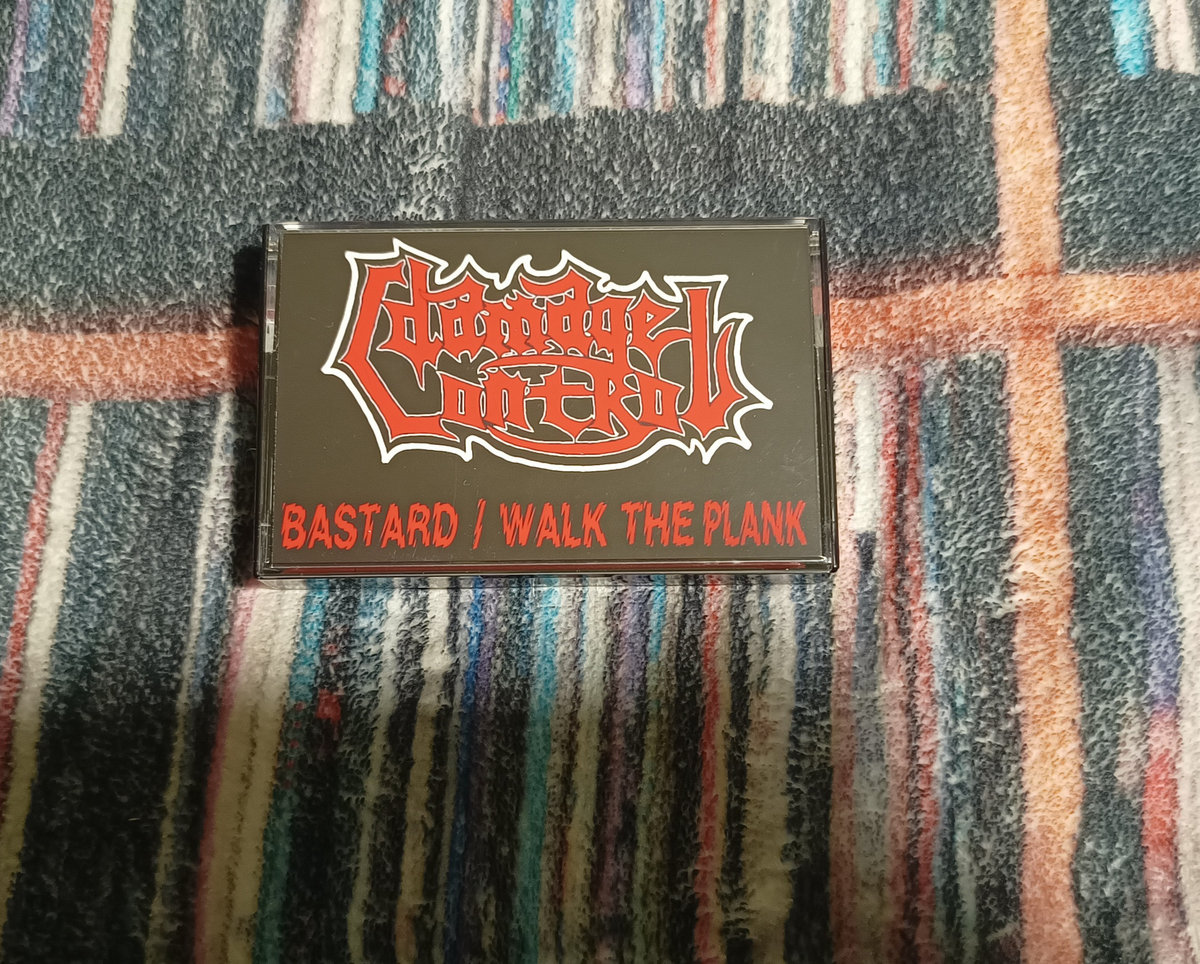 damage
ControL
BASTARD / WALK THE PLANK